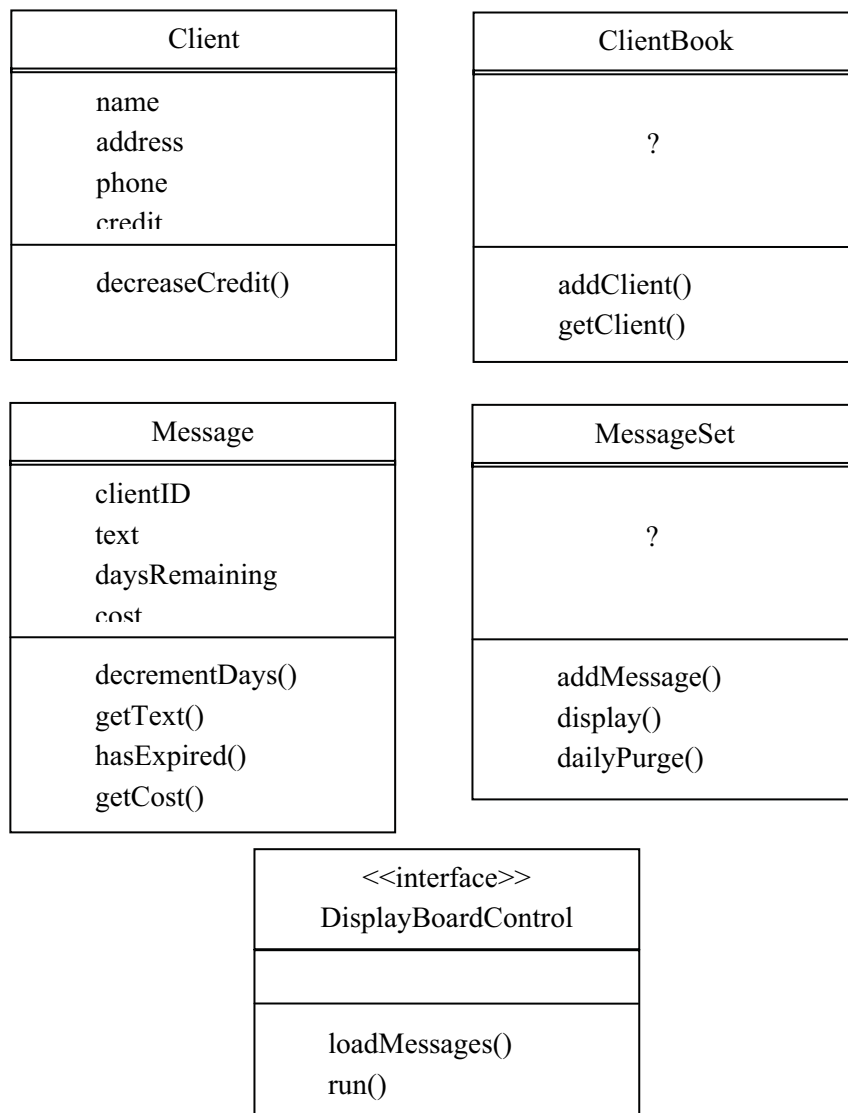 Client
name
address
phone
credit
decreaseCredit()
ClientBook
?
addClient()
getClient()
Message
clientID
text
daysRemaining
cost
decrementDays()
getText()
hasExpired()
getCost()
MessageSet
?
addMessage()
display()
dailyPurge()
<<interface>>
DisplayBoardControl
loadMessages()
run()